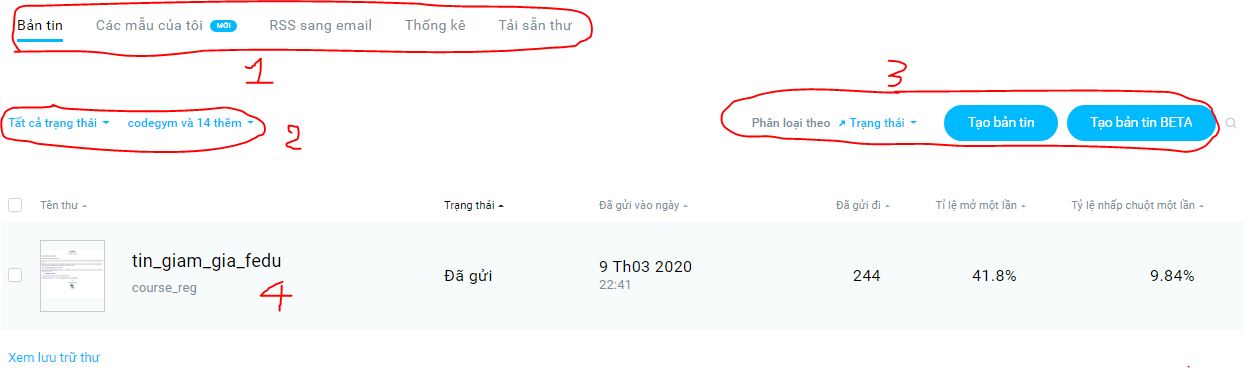 Bản tin Các mẫu của tôi MỚI RSS sang email Thống kê Tải sẵn thư
1
3
Tất cả trạng thái codegym và 14 thêm 2 Phân loại theo Trạng thái Tạo bản tin Tạo bản tin BETA
Tên thư Trạng thái Đã gửi vào ngày Đã gửi đi Tỉ lệ mở một lần Tỷ lệ nhấp chuột một lần
tin_giam_gia_fedu Đã gửi 9 Th03 2020 244 41.8% 9.84%
course_reg 4 22:41
Xem lưu trữ thư